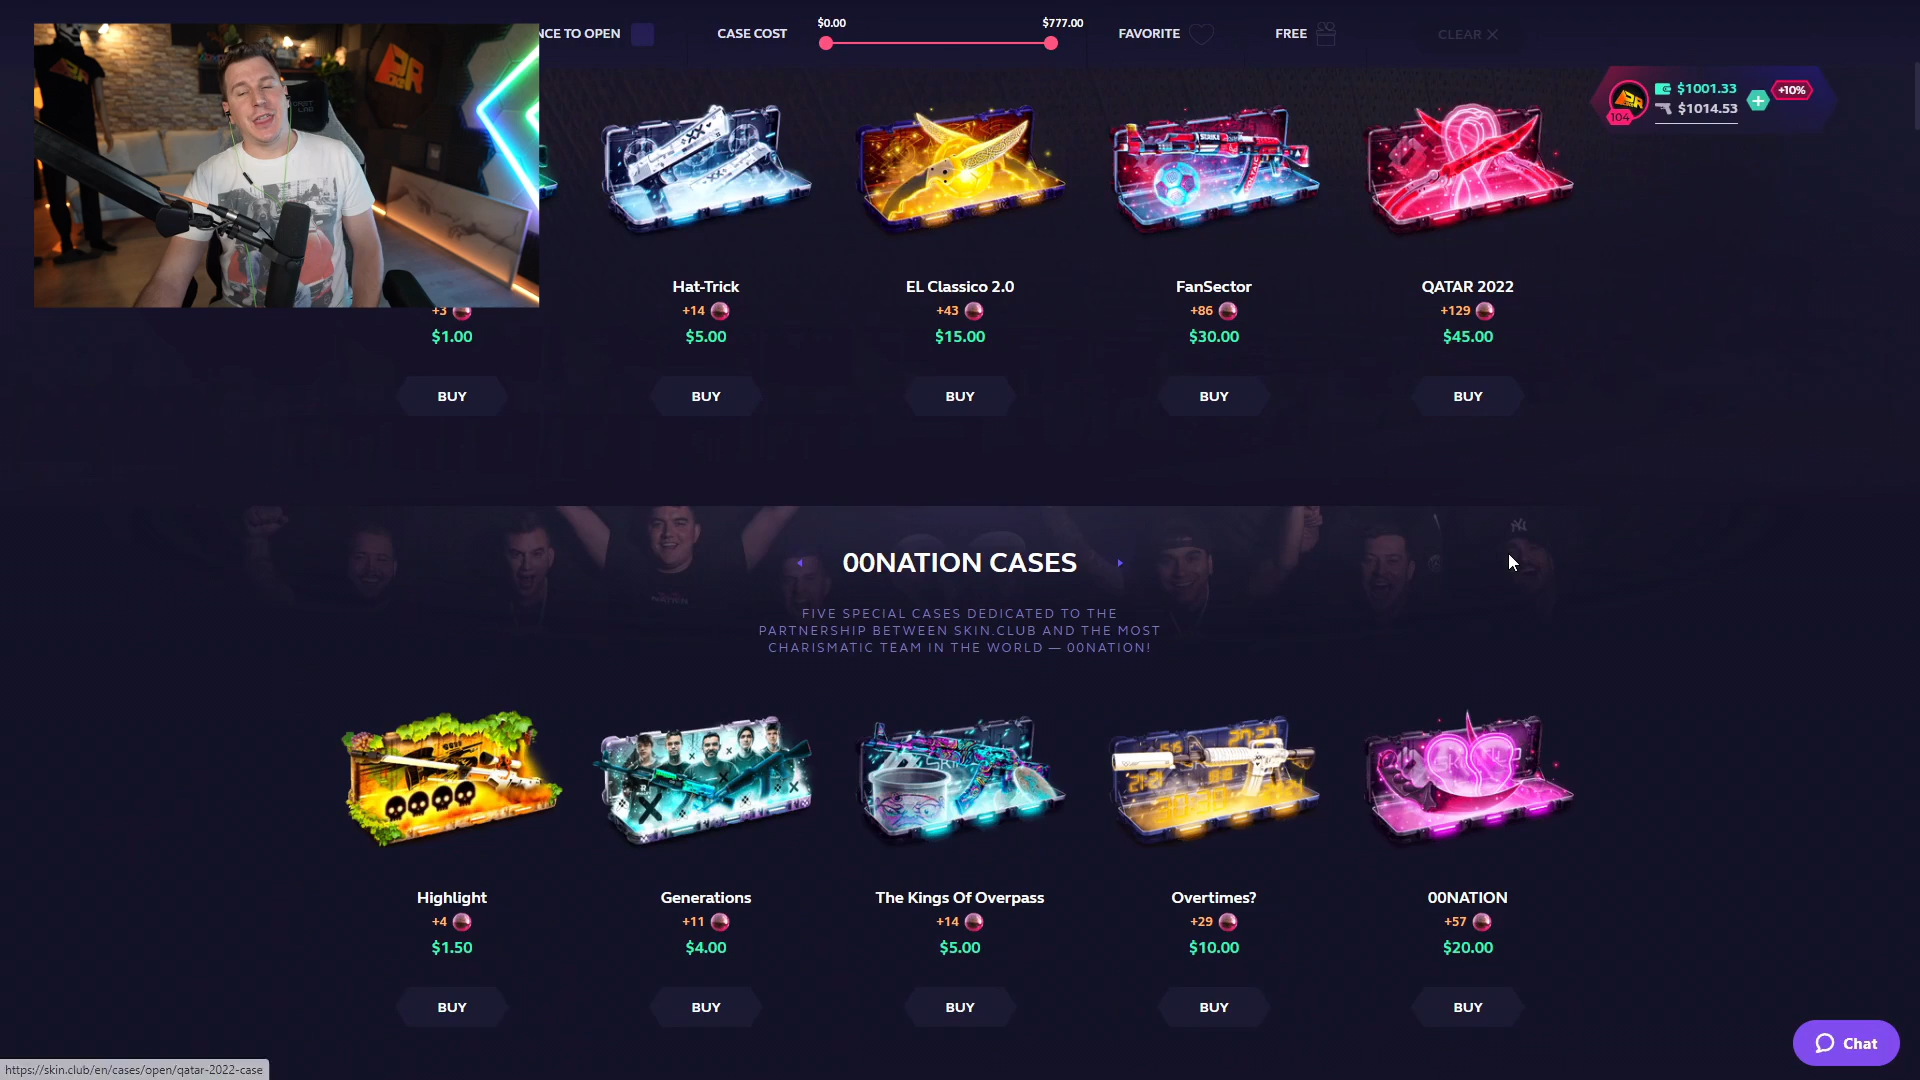 NCE TO OPEN
CASE COST
$0.00
$777.00
FAVORITE
FREE
CLEAR
104
$1001.33
$1014.53
+10%
+3
$1.00
BUY
Hat-Trick
+14
$5.00
BUY
EL Classico 2.0
+43
$15.00
BUY
FanSector
+86
$30.00
BUY
QATAR 2022
+129
$45.00
BUY
00NATION CASES
FIVE SPECIAL CASES DEDICATED TO THE
PARTNERSHIP BETWEEN SKIN.CLUB AND THE MOST
CHARISMATIC TEAM IN THE WORLD — 00NATION!
Highlight
+4
$1.50
BUY
Generations
+11
$4.00
BUY
The Kings Of Overpass
+14
$5.00
BUY
Overtimes?
+29
$10.00
BUY
00NATION
+57
$20.00
BUY
Chat
https://skin.club/en/cases/open/qatar-2022-case